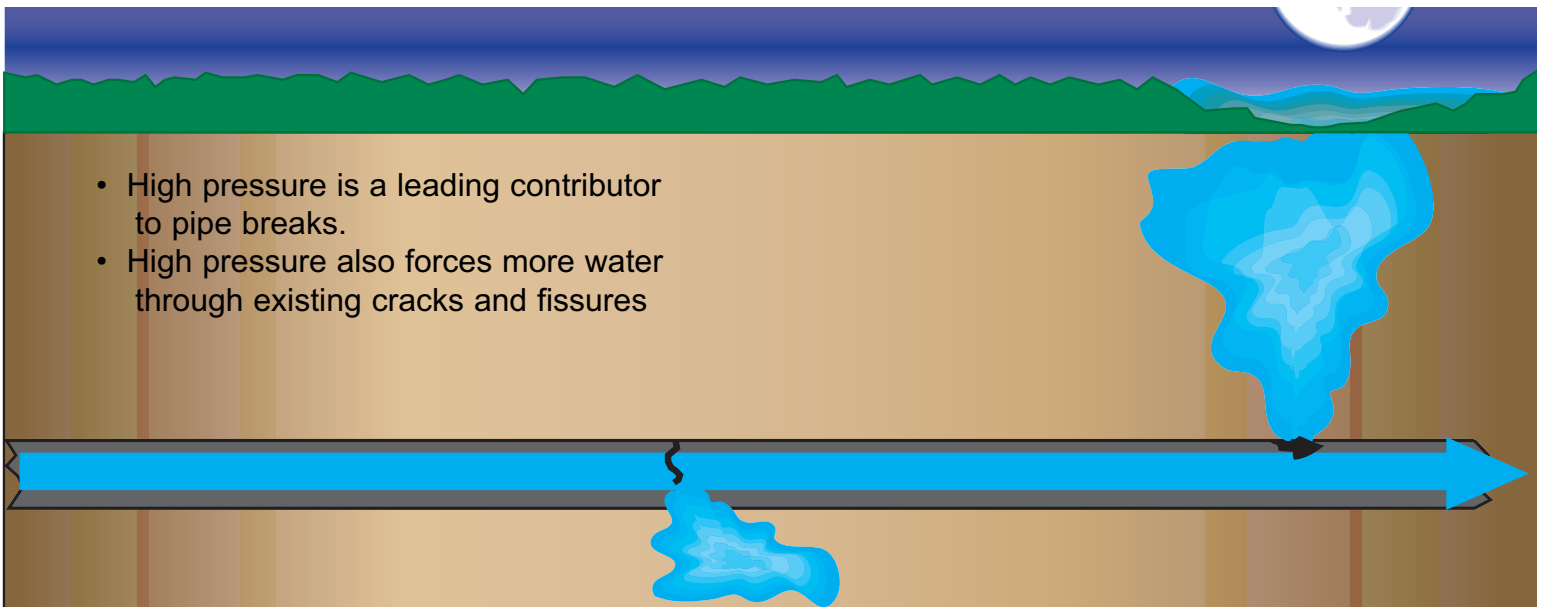 • High pressure is a leading contributor
to pipe breaks.
• High pressure also forces more water
through existing cracks and fissures